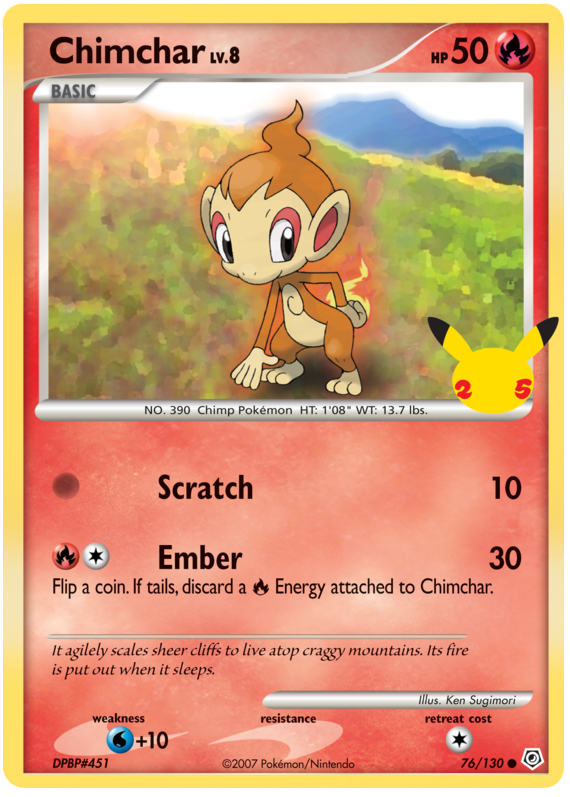 Chimchar LV.8
HP 50
BASIC
2 5
NO. 390 Chimp Pokémon HT: 1'08" WT: 13.7 lbs.
Scratch 10
Ember 30
Flip a coin. If tails, discard a Energy attached to Chimchar.
It agilely scales sheer cliffs to live atop craggy mountains. Its fire
is put out when it sleeps.
Illus. Ken Sugimori
weakness resistance retreat cost
+10
DPBP#451 ©2007 Pokémon/Nintendo 76/130